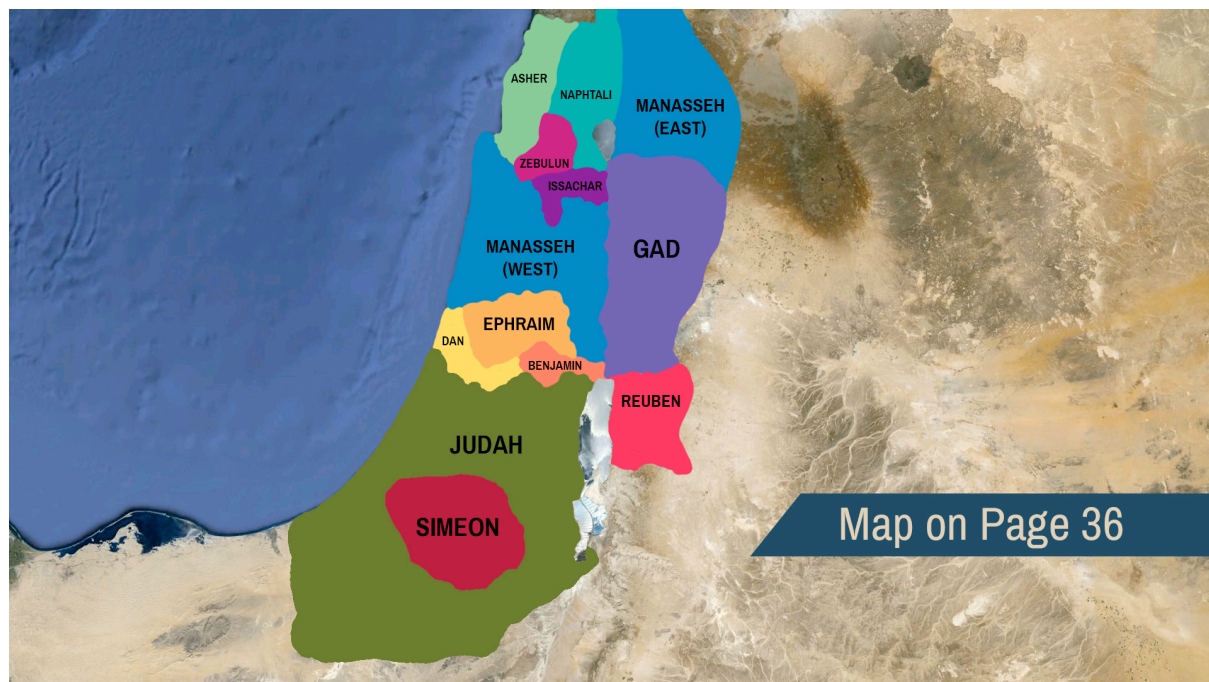 ASHER
NAPHTALI
MANASSEH
(EAST)
ZEBULUN
ISSACHAR
MANASSEH
(WEST)
GAD
EPHRAIM
DAN
BENJAMIN
REUBEN
JUDAH
SIMEON
Map on Page 36